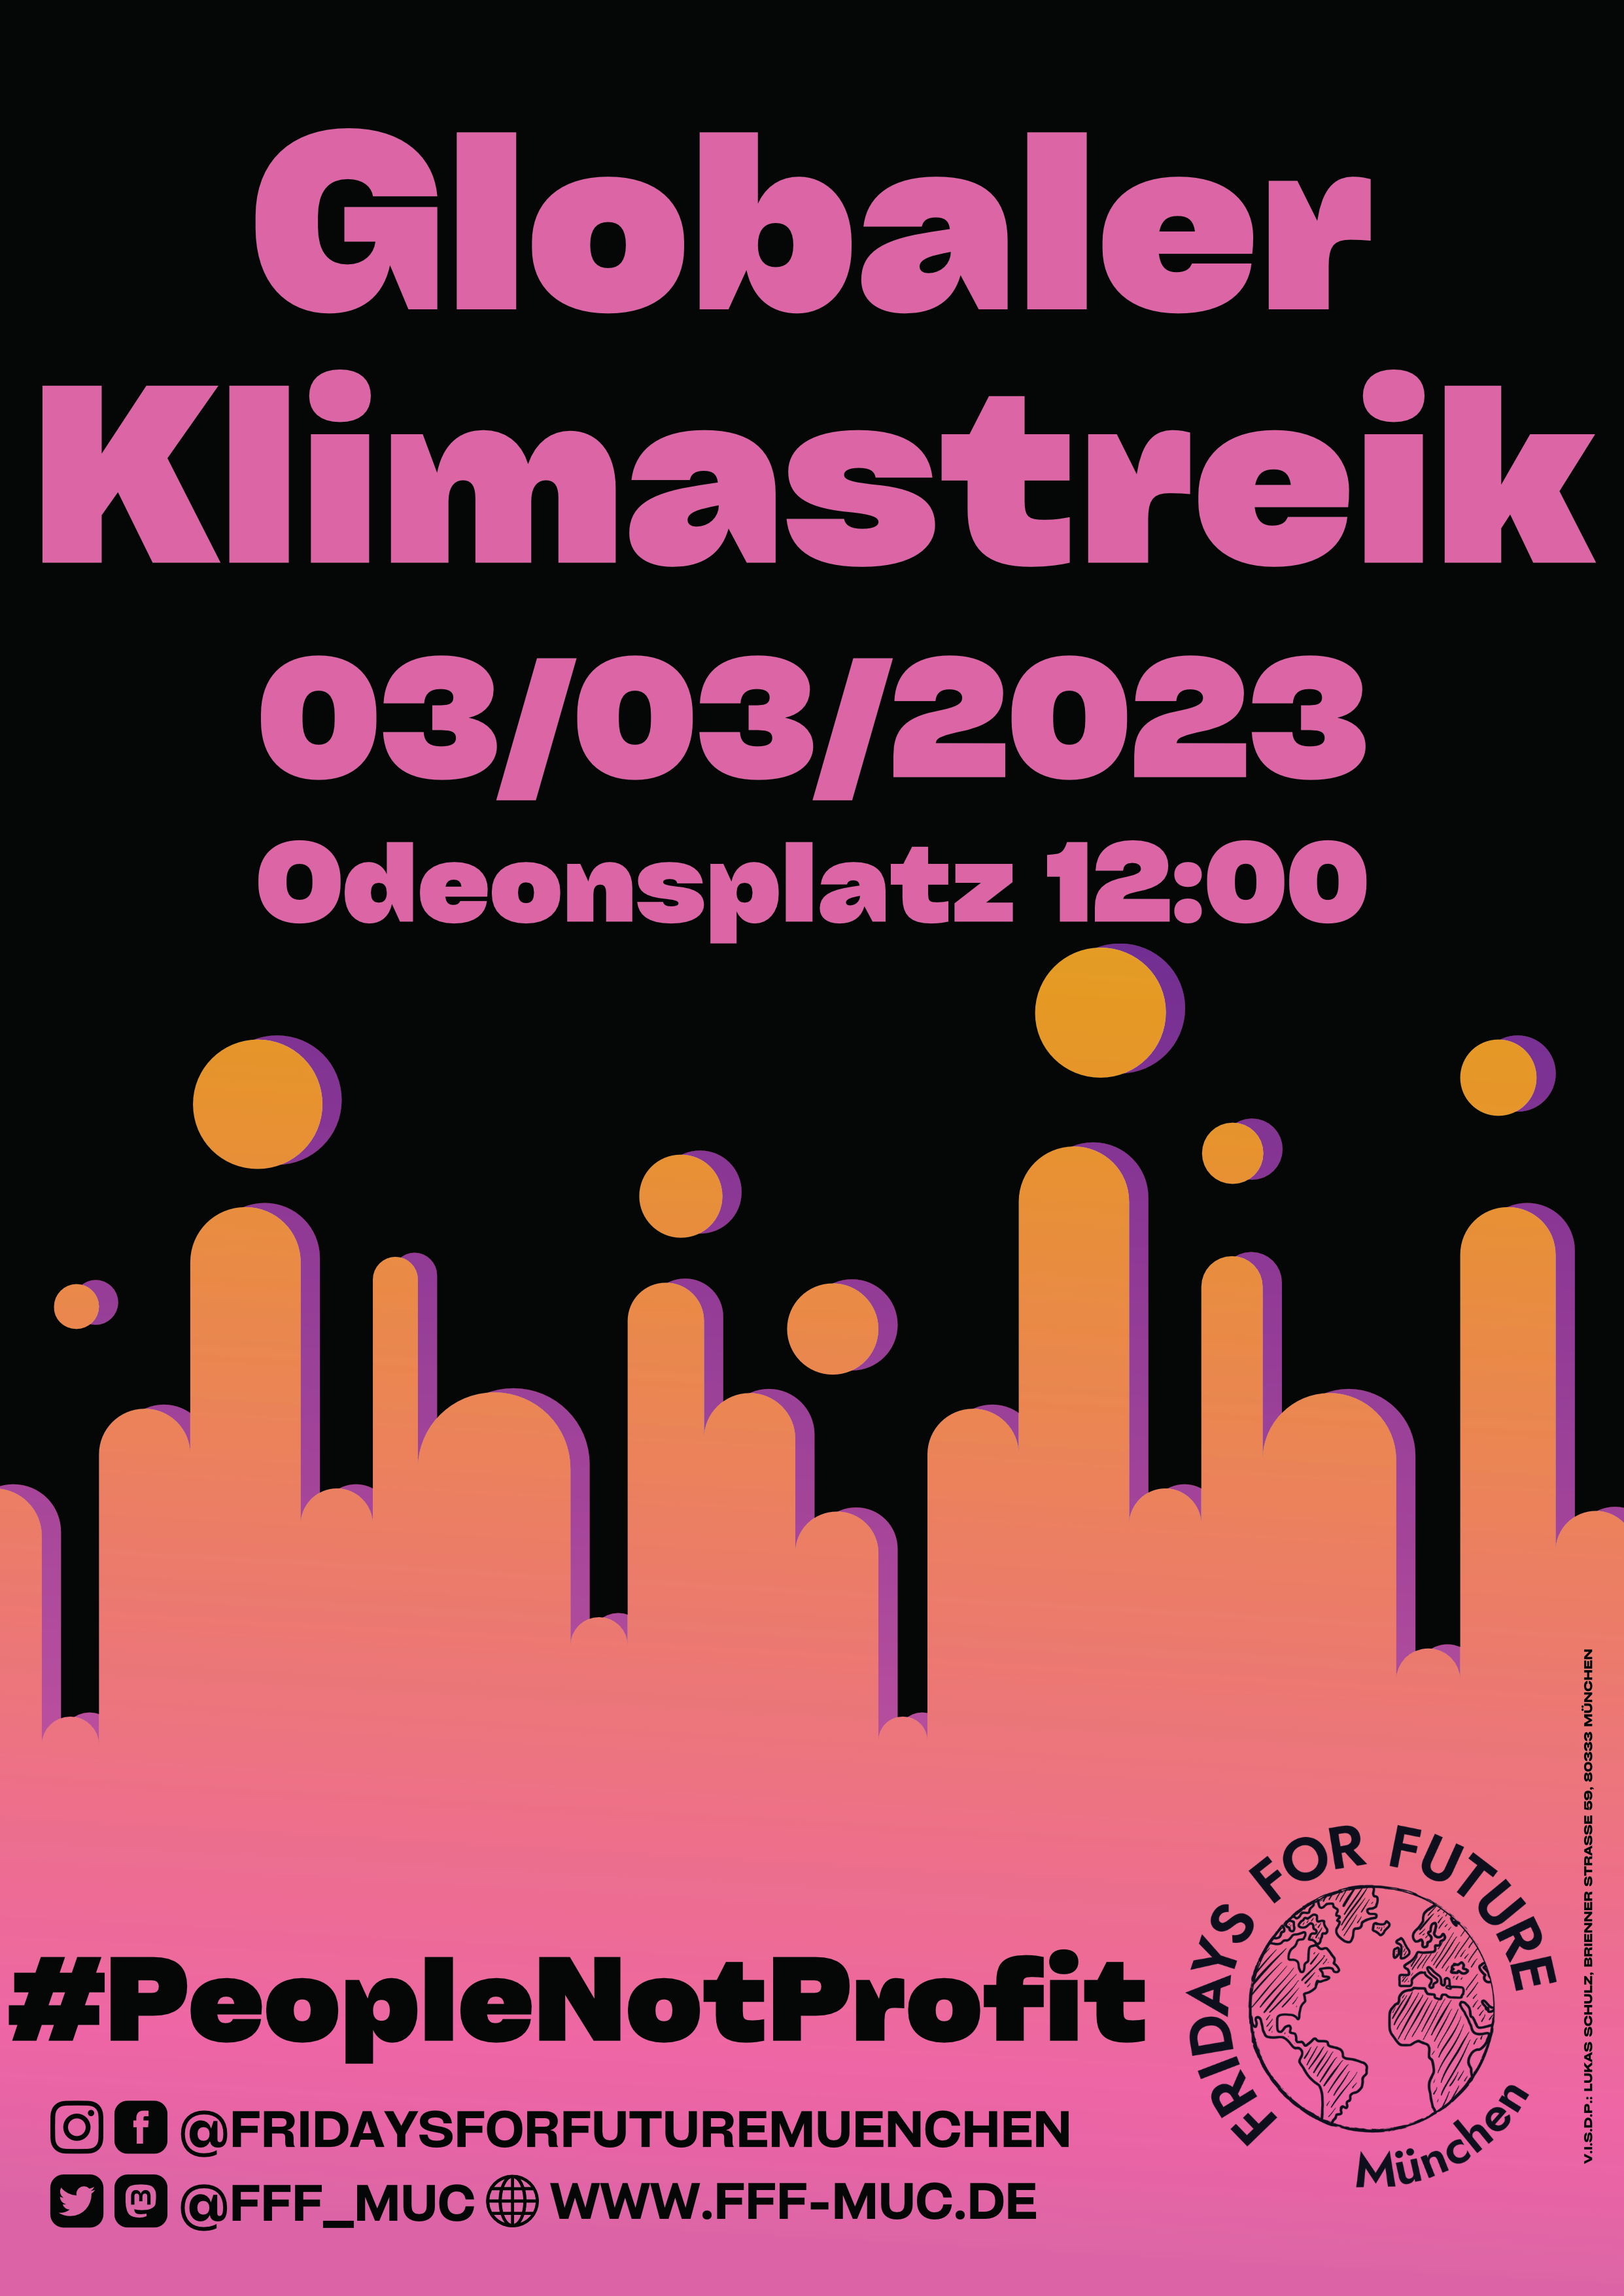 Globaler
Klimastreik
03/03/2023
Odeonsplatz 12:00
#PeopleNotProfit
@FRIDAYSFORFUTUREMUENCHEN
@FFF_MUC WWW.FFF-MUC.DE
FRIDAYS FOR FUTURE
München
V.I.S.D.P.: LUKAS SCHULZ, BRIENNER STRASSE 59, 80333 MÜNCHEN